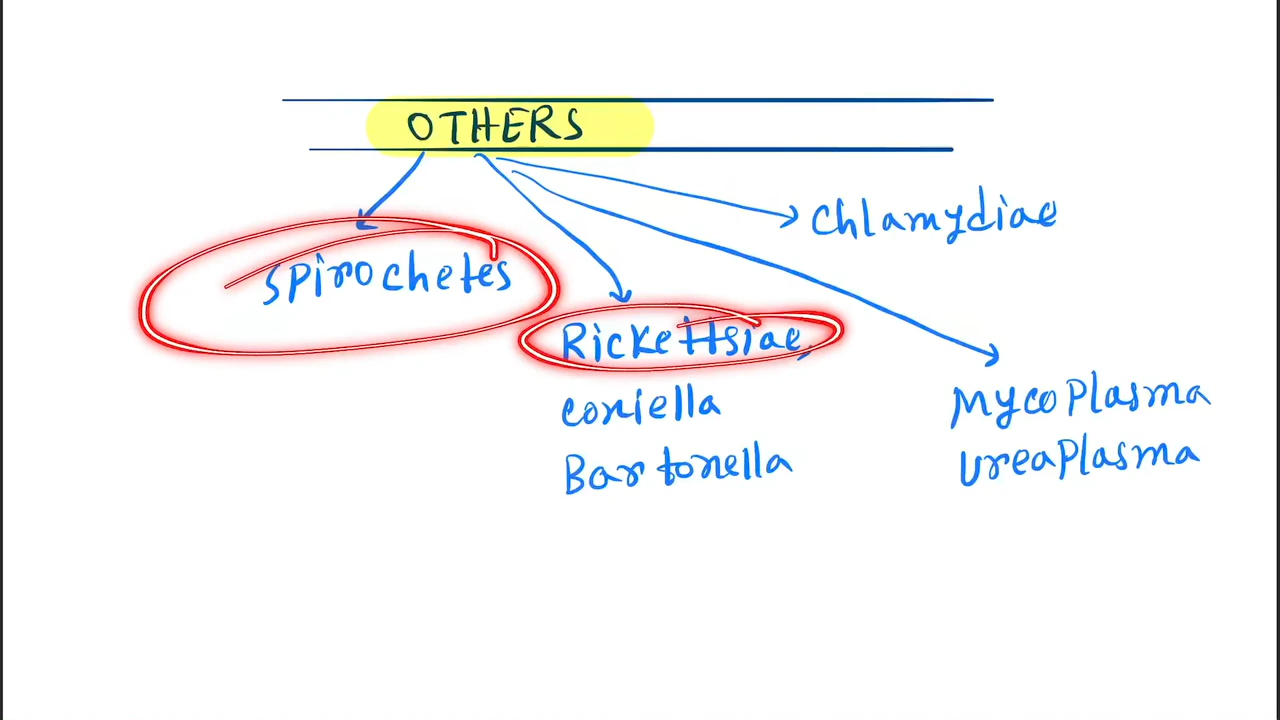 OTHERS
Chlamydiae
Spirochetes
Rickettsiae,
Coxiella
Bartonella
Mycoplasma
Ureaplasma